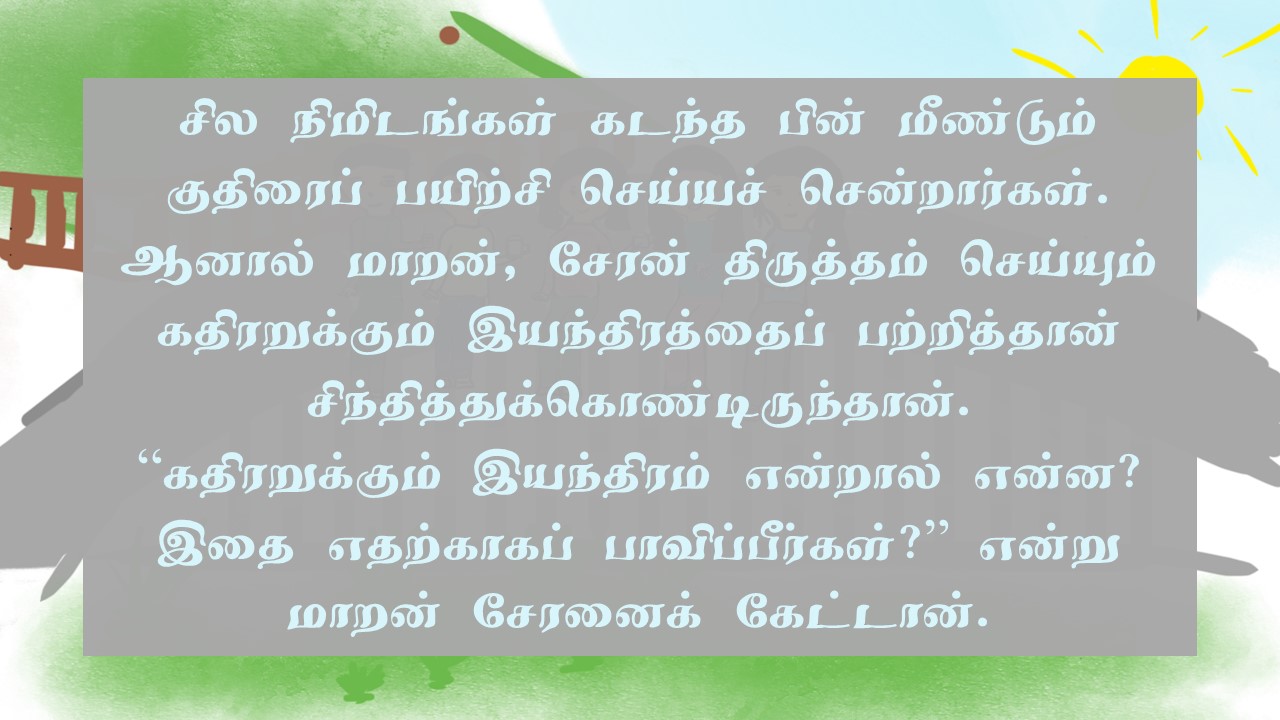 சில நிமிடங்கள் கடந்த பின் மீண்டும்
குதிரைப் பயிற்சி செய்யச் சென்றார்கள்.
ஆனால் மாறன், சேரன் திருத்தம் செய்யும்
கதிரறுக்கும் இயந்திரத்தைப் பற்றித்தான்
சிந்தித்துக்கொண்டிருந்தான்.
“கதிரறுக்கும் இயந்திரம் என்றால் என்ன?
இதை எதற்காகப் பாவிப்பீர்கள்?” என்று
மாறன் சேரனைக் கேட்டான்.